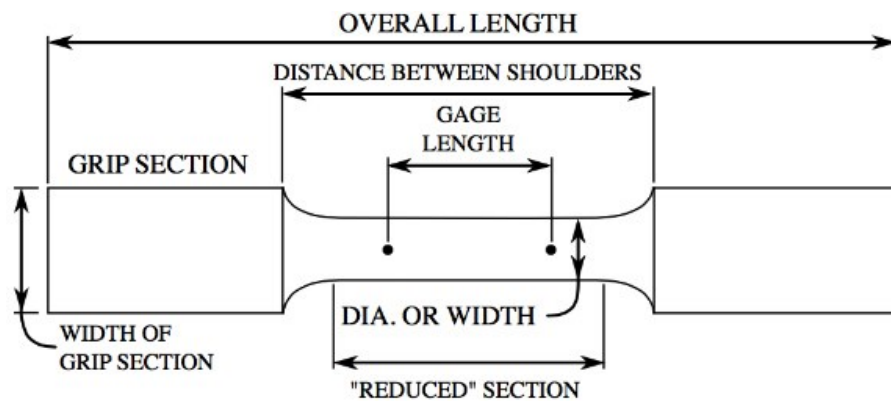 OVERALL LENGTH
DISTANCE BETWEEN SHOULDERS
GAGE
LENGTH
GRIP SECTION
DIA. OR WIDTH
WIDTH OF
GRIP SECTION
"REDUCED" SECTION